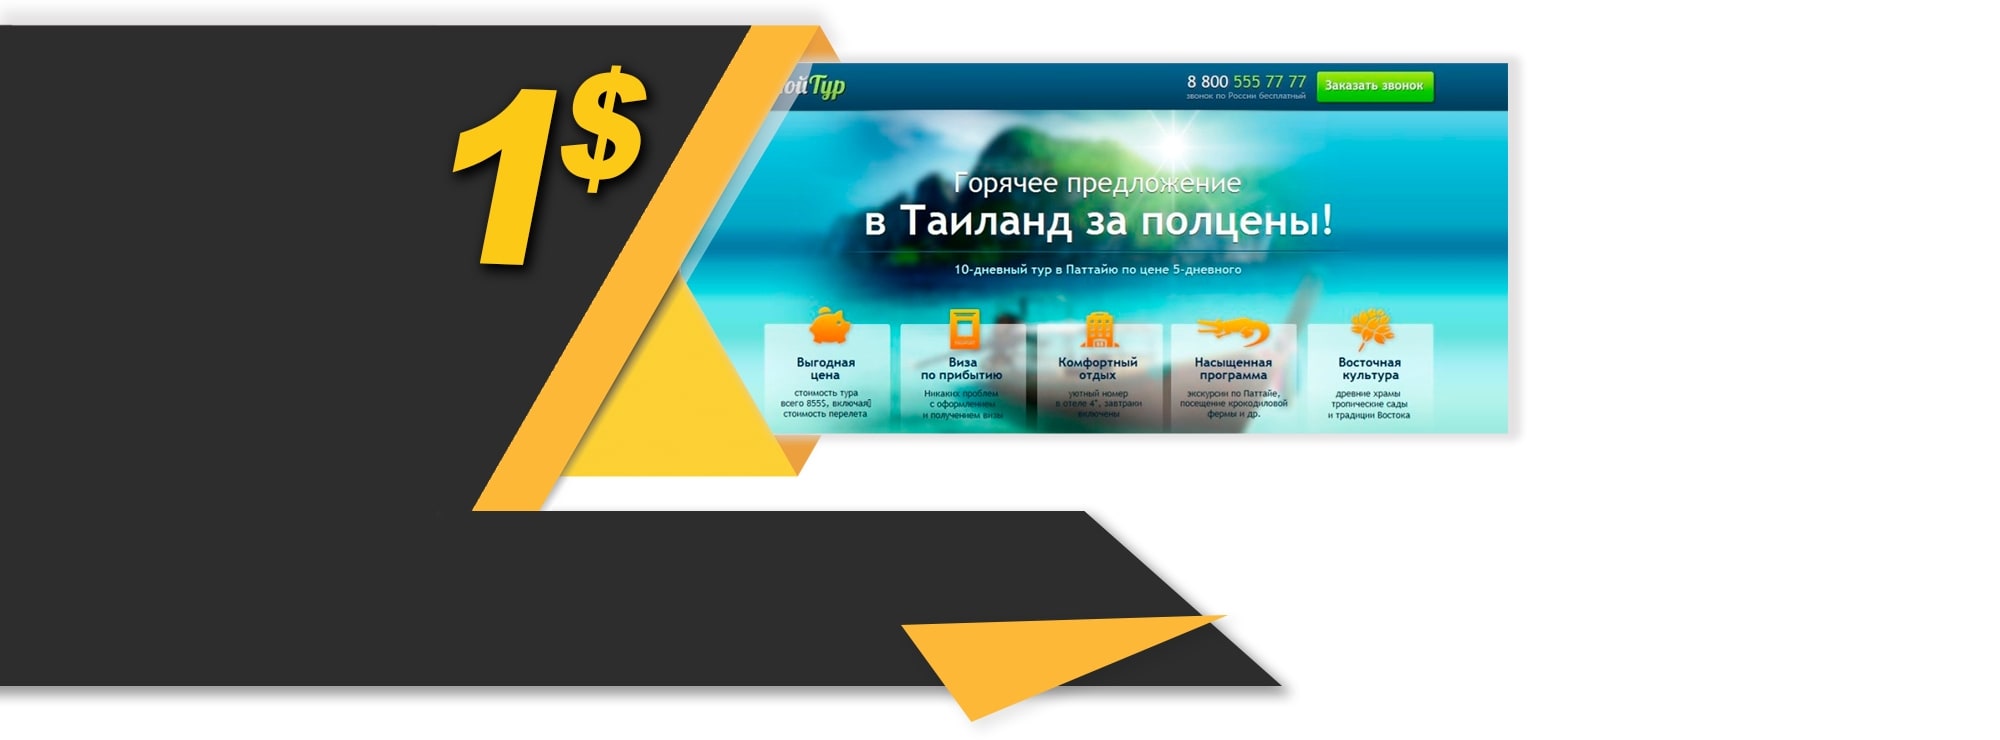 1$
ой Тур
8 800 555 77 77
звонок по России бесплатный
Заказать звонок
Горячее предложение
в Таиланд за полцены!
10-дневный тур в Паттайю по цене 5-дневного
Выгодная
цена
стоимость тура
всего 855$, включая
стоимость перелета
Виза
по прибытию
Никаких проблем
с оформлением
и получением визы
Комфортный
отдых
уютный номер
в отеле 4*, завтраки
включены
Насыщенная
программа
экскурсии по Паттайе,
посещение крокодиловой
фермы и др.
Восточная
культура
древние храмы
тропические сады
и традиции Востока